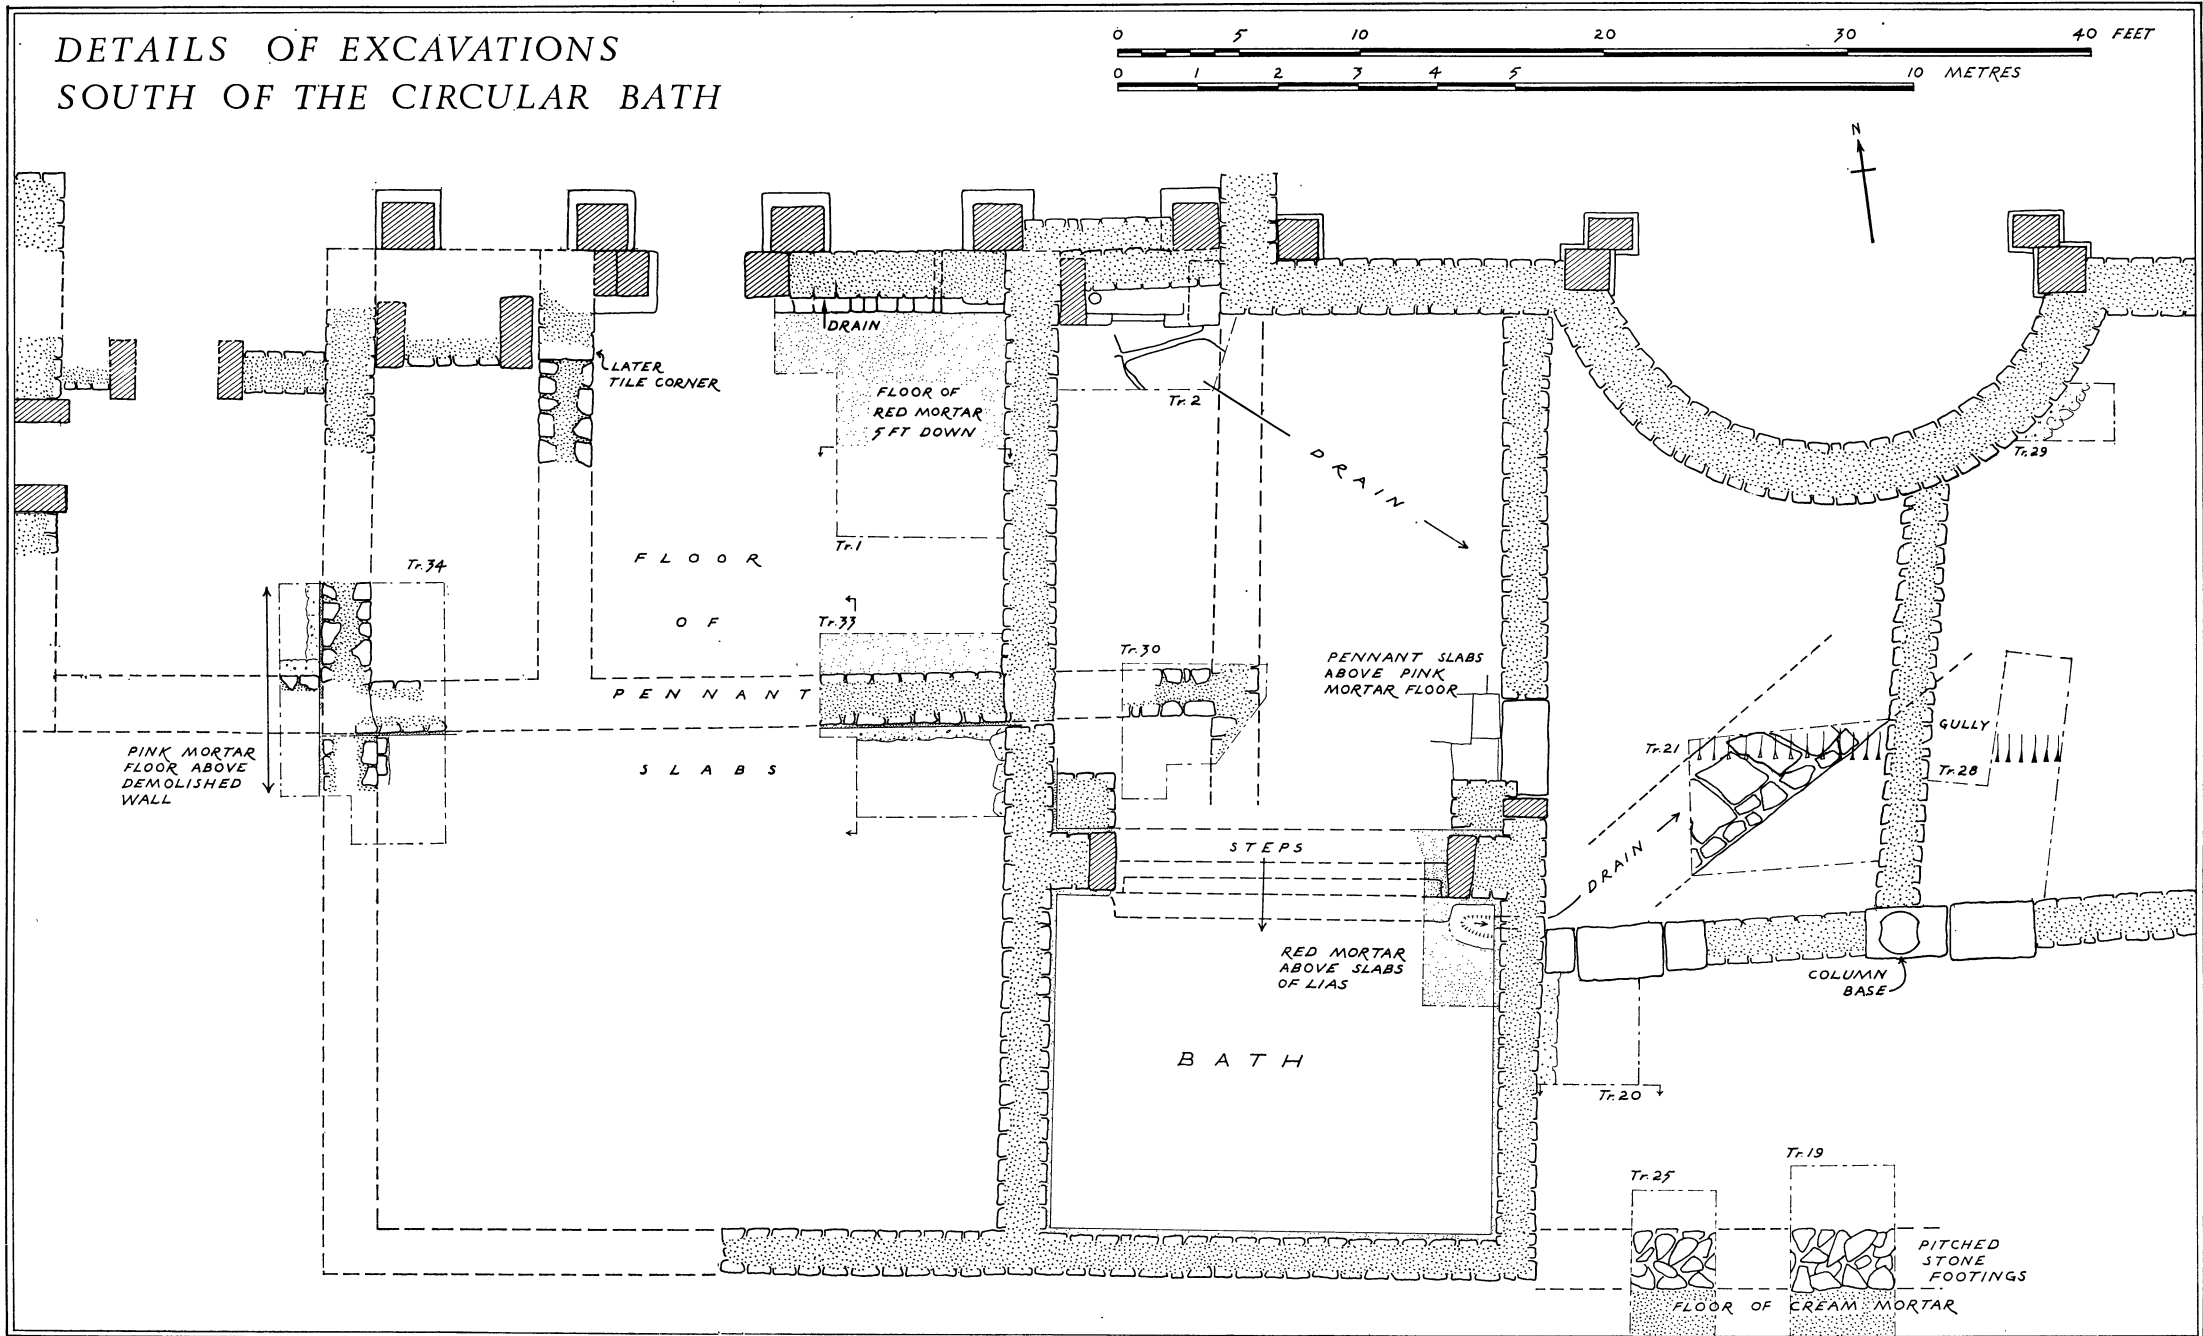 DETAILS OF EXCAVATIONS
SOUTH OF THE CIRCULAR BATH
0 5 10 20 30 40 FEET
0 1 2 3 4 5 10 METRES
N
DRAIN
LATER
TILE CORNER
FLOOR OF
RED MORTAR
5 FT DOWN
Tr. 2
DRAIN
Tr. 29
Tr. 1
FLOOR
OF
PENNANT
SLABS
Tr. 34
Tr. 33
Tr. 30
PENNANT SLABS
ABOVE PINK
MORTAR FLOOR
PINK MORTAR
FLOOR ABOVE
DEMOLISHED
WALL
Tr. 21
GULLY
Tr. 28
STEPS
DRAIN
RED MORTAR
ABOVE SLABS
OF LIAS
COLUMN
BASE
BATH
Tr. 20
Tr. 25
Tr. 19
PITCHED
STONE
FOOTINGS
FLOOR OF CREAM MORTAR